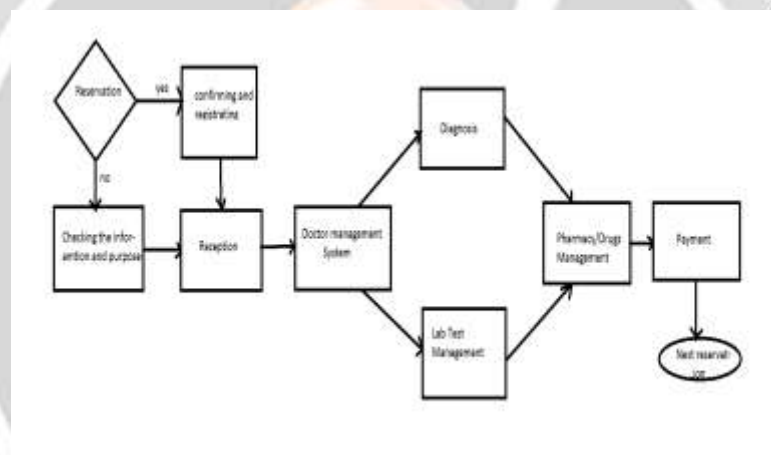 Reservation
yes
confirming and
registrating
no
Checking the infor-
amtion and purpose
Reception
Doctor management
System
Diagnosis
Lab Test
Management
Pharmacy/Drugs
Management
Payment
Next reservat-
ion